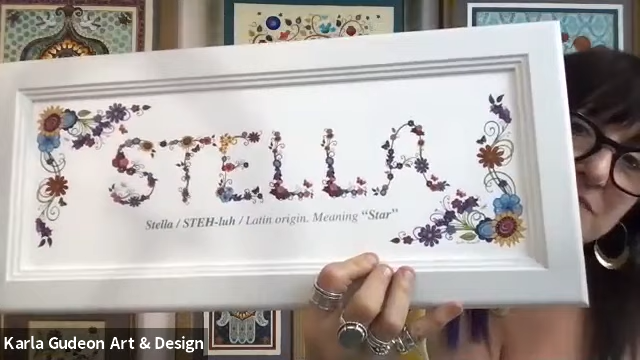 STELLA
Stella / STEH-luh / Latin origin. Meaning “Star”
Karla Gudeon Art & Design